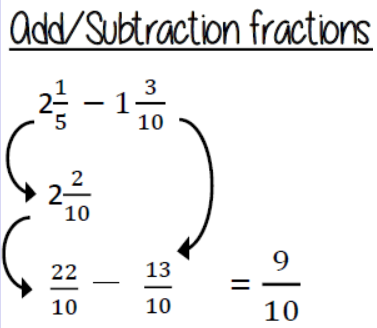 Add/Subtraction fractions
2 1/5 − 1 3/10
2 2/10
22/10 − 13/10 = 9/10